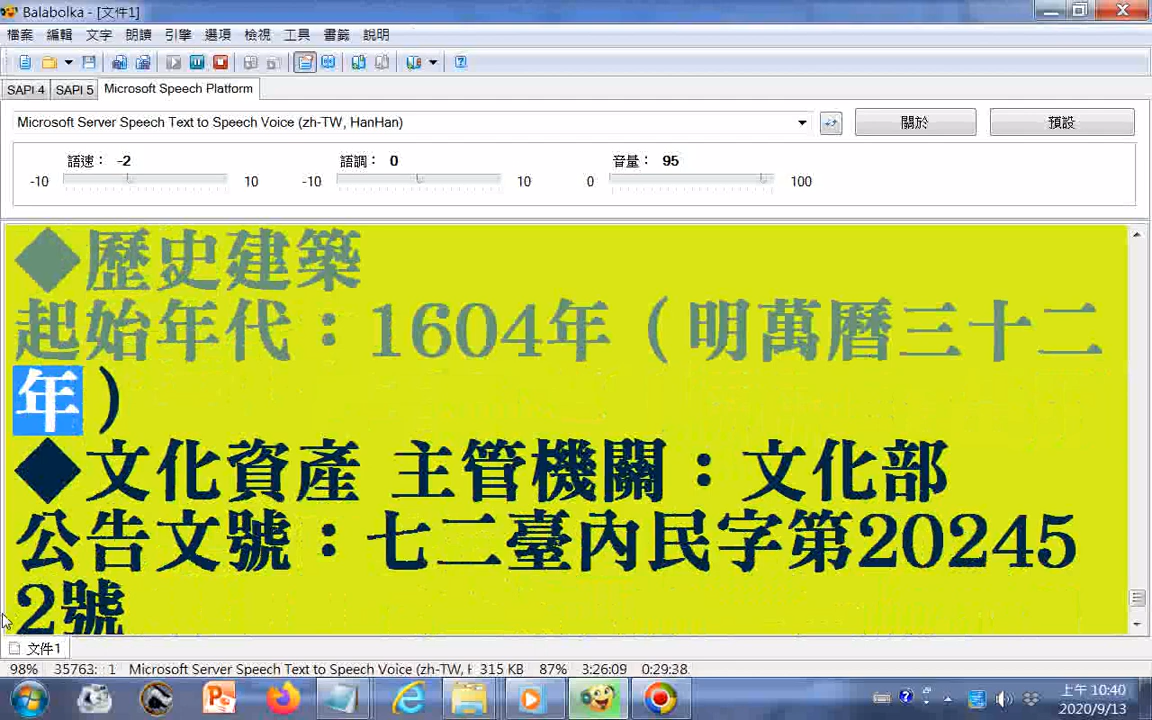 Balabolka - [文件1]
檔案 編輯 文字 朗讀 引擎 選項 檢視 工具 書籤 說明
SAPI 4 SAPI 5 Microsoft Speech Platform
Microsoft Server Speech Text to Speech Voice (zh-TW, HanHan) 關於 預設
語速： -2 語調： 0 音量： 95
-10 10 -10 10 0 100
◆歷史建築
起始年代：1604年（明萬曆三十二
年）
◆文化資產 主管機關：文化部
公告文號：七二臺內民字第20245
2號
文件1
98% 35763: 1 Microsoft Server Speech Text to Speech Voice (zh-TW, H 315 KB 87% 3:26:09 0:29:38
上午 10:40
2020/9/13